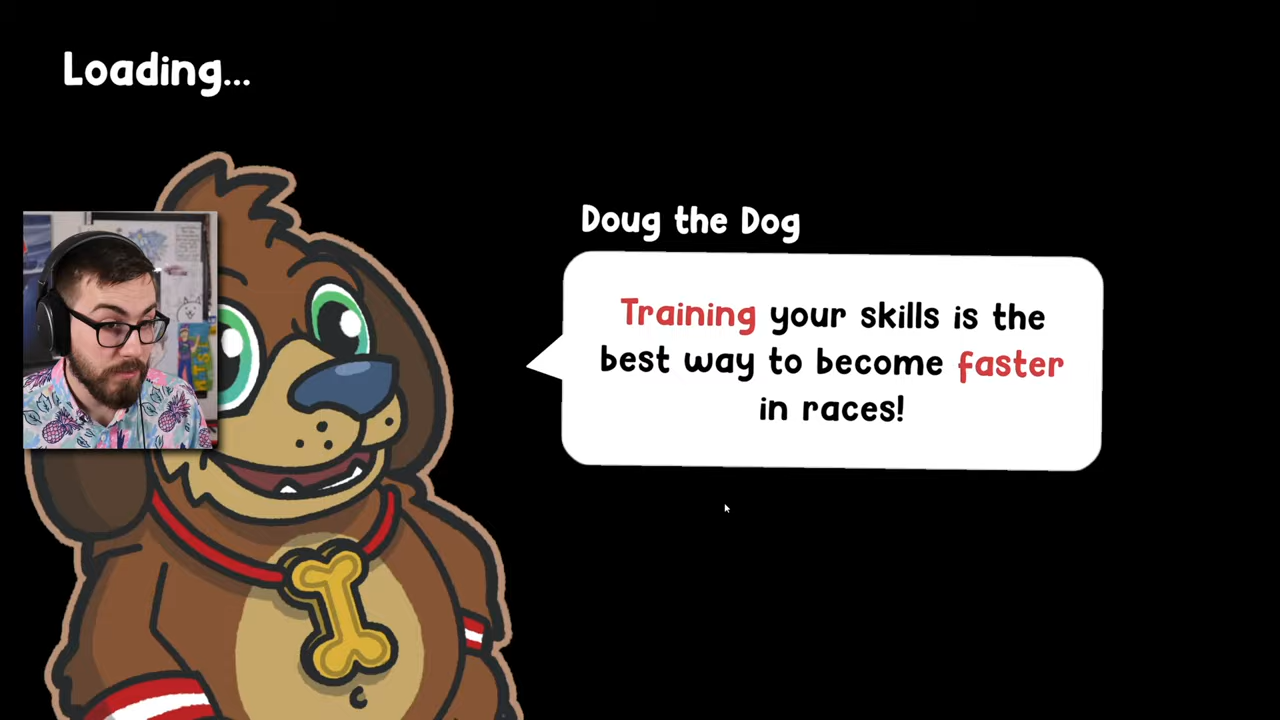 Loading...
Doug the Dog
Training your skills is the
best way to become faster
in races!